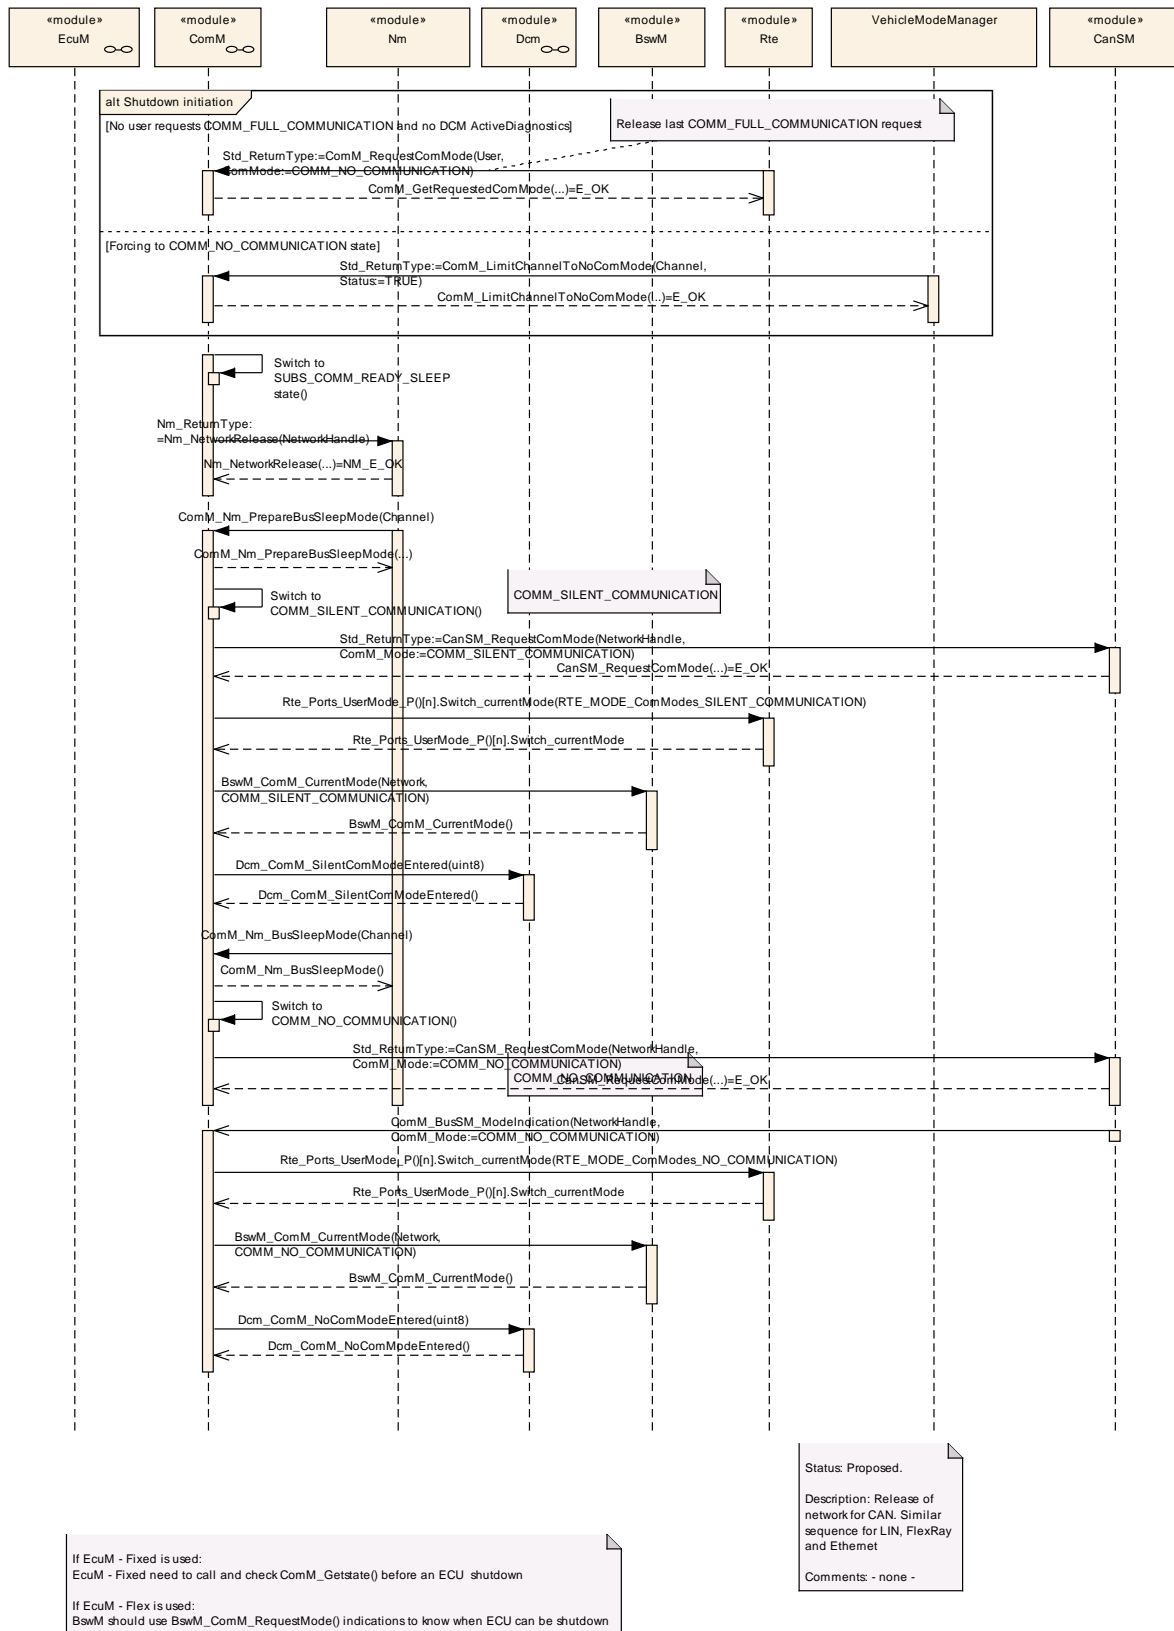 «module»
EcuM
«module»
ComM
«module»
Nm
«module»
Dcm
«module»
BswM
«module»
Rte
VehicleModeManager
«module»
CanSM
alt Shutdown initiation
[No user requests COMM_FULL_COMMUNICATION and no DCM ActiveDiagnostics]
Release last COMM_FULL_COMMUNICATION request
Std_ReturnType:=ComM_RequestComMode(User,
ComMode:=COMM_NO_COMMUNICATION)
ComM_GetRequestedComMode(...)=E_OK
[Forcing to COMM_NO_COMMUNICATION state]
Std_ReturnType:=ComM_LimitChannelToNoComMode(Channel,
Status:=TRUE)
ComM_LimitChannelToNoComMode(...)=E_OK
Switch to
SUBS_COMM_READY_SLEEP
state()
Nm_ReturnType:
=Nm_NetworkRelease(NetworkHandle)
Nm_NetworkRelease(...)=NM_E_OK
ComM_Nm_PrepareBusSleepMode(Channel)
ComM_Nm_PrepareBusSleepMode(...)
Switch to
COMM_SILENT_COMMUNICATION()
COMM_SILENT_COMMUNICATION
Std_ReturnType:=CanSM_RequestComMode(NetworkHandle,
ComM_Mode:=COMM_SILENT_COMMUNICATION)
CanSM_RequestComMode(...)=E_OK
Rte_Ports_UserMode_P()[n].Switch_currentMode(RTE_MODE_ComModes_SILENT_COMMUNICATION)
Rte_Ports_UserMode_P()[n].Switch_currentMode
BswM_ComM_CurrentMode(Network,
COMM_SILENT_COMMUNICATION)
BswM_ComM_CurrentMode()
Dcm_ComM_SilentComModeEntered(uint8)
Dcm_ComM_SilentComModeEntered()
ComM_Nm_BusSleepMode(Channel)
ComM_Nm_BusSleepMode()
Switch to
COMM_NO_COMMUNICATION()
Std_ReturnType:=CanSM_RequestComMode(NetworkHandle,
ComM_Mode:=COMM_NO_COMMUNICATION)
COMM_NO_COMMUNICATION
CanSM_RequestComMode(...)=E_OK
ComM_BusSM_ModeIndication(NetworkHandle,
ComM_Mode:=COMM_NO_COMMUNICATION)
Rte_Ports_UserMode_P()[n].Switch_currentMode(RTE_MODE_ComModes_NO_COMMUNICATION)
Rte_Ports_UserMode_P()[n].Switch_currentMode
BswM_ComM_CurrentMode(Network,
COMM_NO_COMMUNICATION)
BswM_ComM_CurrentMode()
Dcm_ComM_NoComModeEntered(uint8)
Dcm_ComM_NoComModeEntered()
Status: Proposed.
Description: Release of
network for CAN. Similar
sequence for LIN, FlexRay
and Ethernet
Comments: - none -
If EcuM - Fixed is used:
EcuM - Fixed need to call and check ComM_Getstate() before an ECU shutdown
If EcuM - Flex is used:
BswM should use BswM_ComM_RequestMode() indications to know when ECU can be shutdown